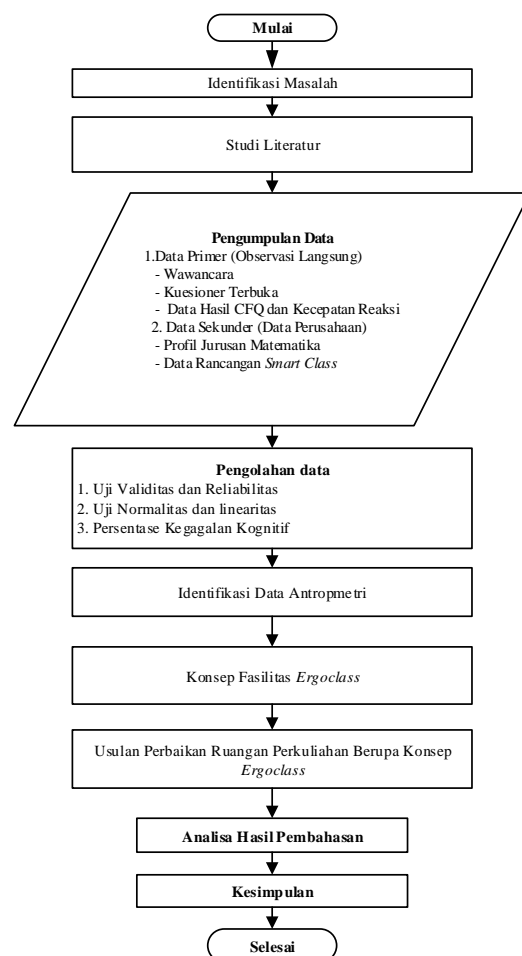 Mulai
Identifikasi Masalah
Studi Literatur
Pengumpulan Data
1.Data Primer (Observasi Langsung)
- Wawancara
- Kuesioner Terbuka
- Data Hasil CFQ dan Kecepatan Reaksi
2. Data Sekunder (Data Perusahaan)
- Profil Jurusan Matematika
- Data Rancangan Smart Class
Pengolahan data
1. Uji Validitas dan Reliabilitas
2. Uji Normalitas dan linearitas
3. Persentase Kegagalan Kognitif
Identifikasi Data Antropmetri
Konsep Fasilitas Ergoclass
Usulan Perbaikan Ruangan Perkuliahan Berupa Konsep
Ergoclass
Analisa Hasil Pembahasan
Kesimpulan
Selesai